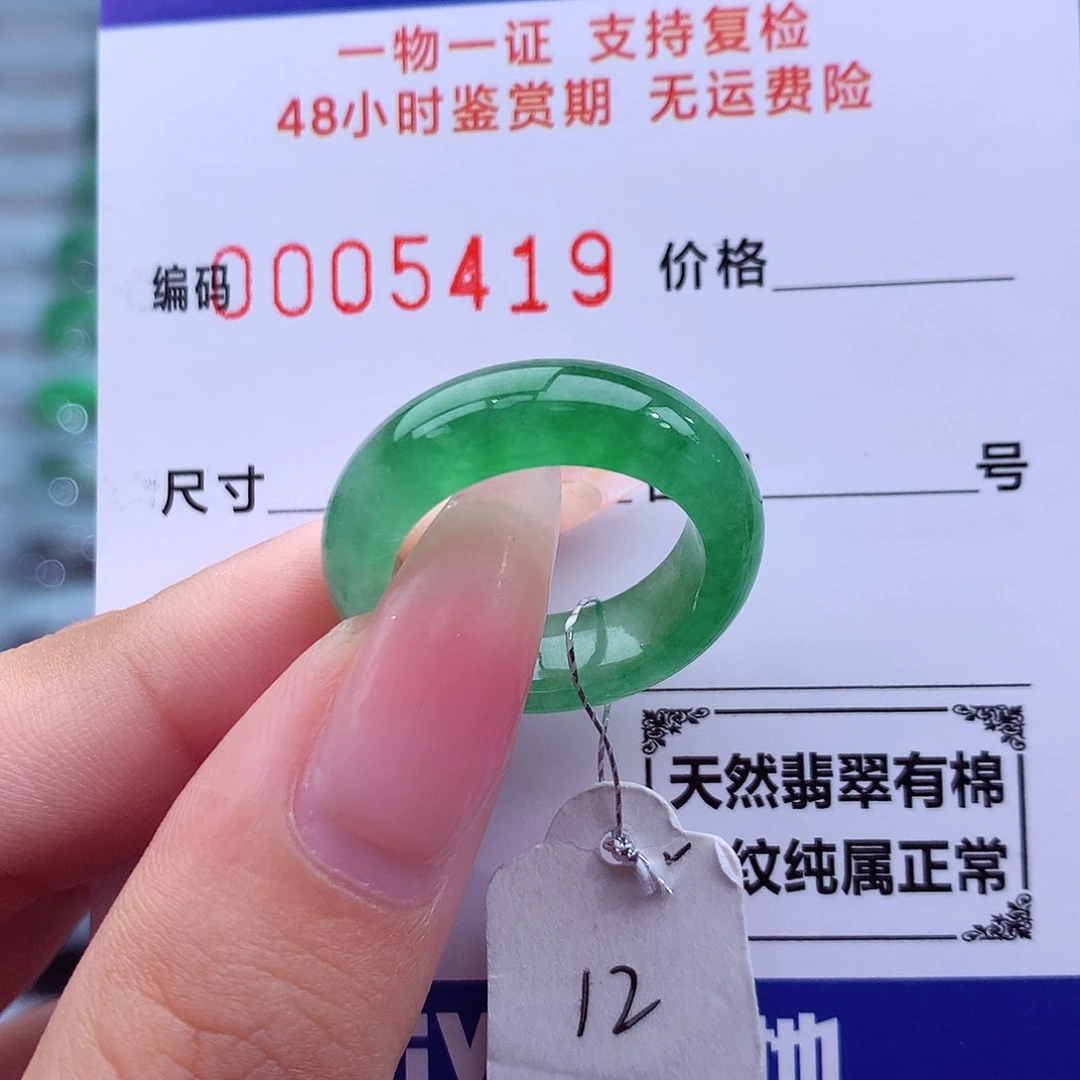 一物一证 支持复检
48小时鉴赏期 无运费险
编码0005419 价格
尺寸 号
天然翡翠有棉
纹纯属正常
12